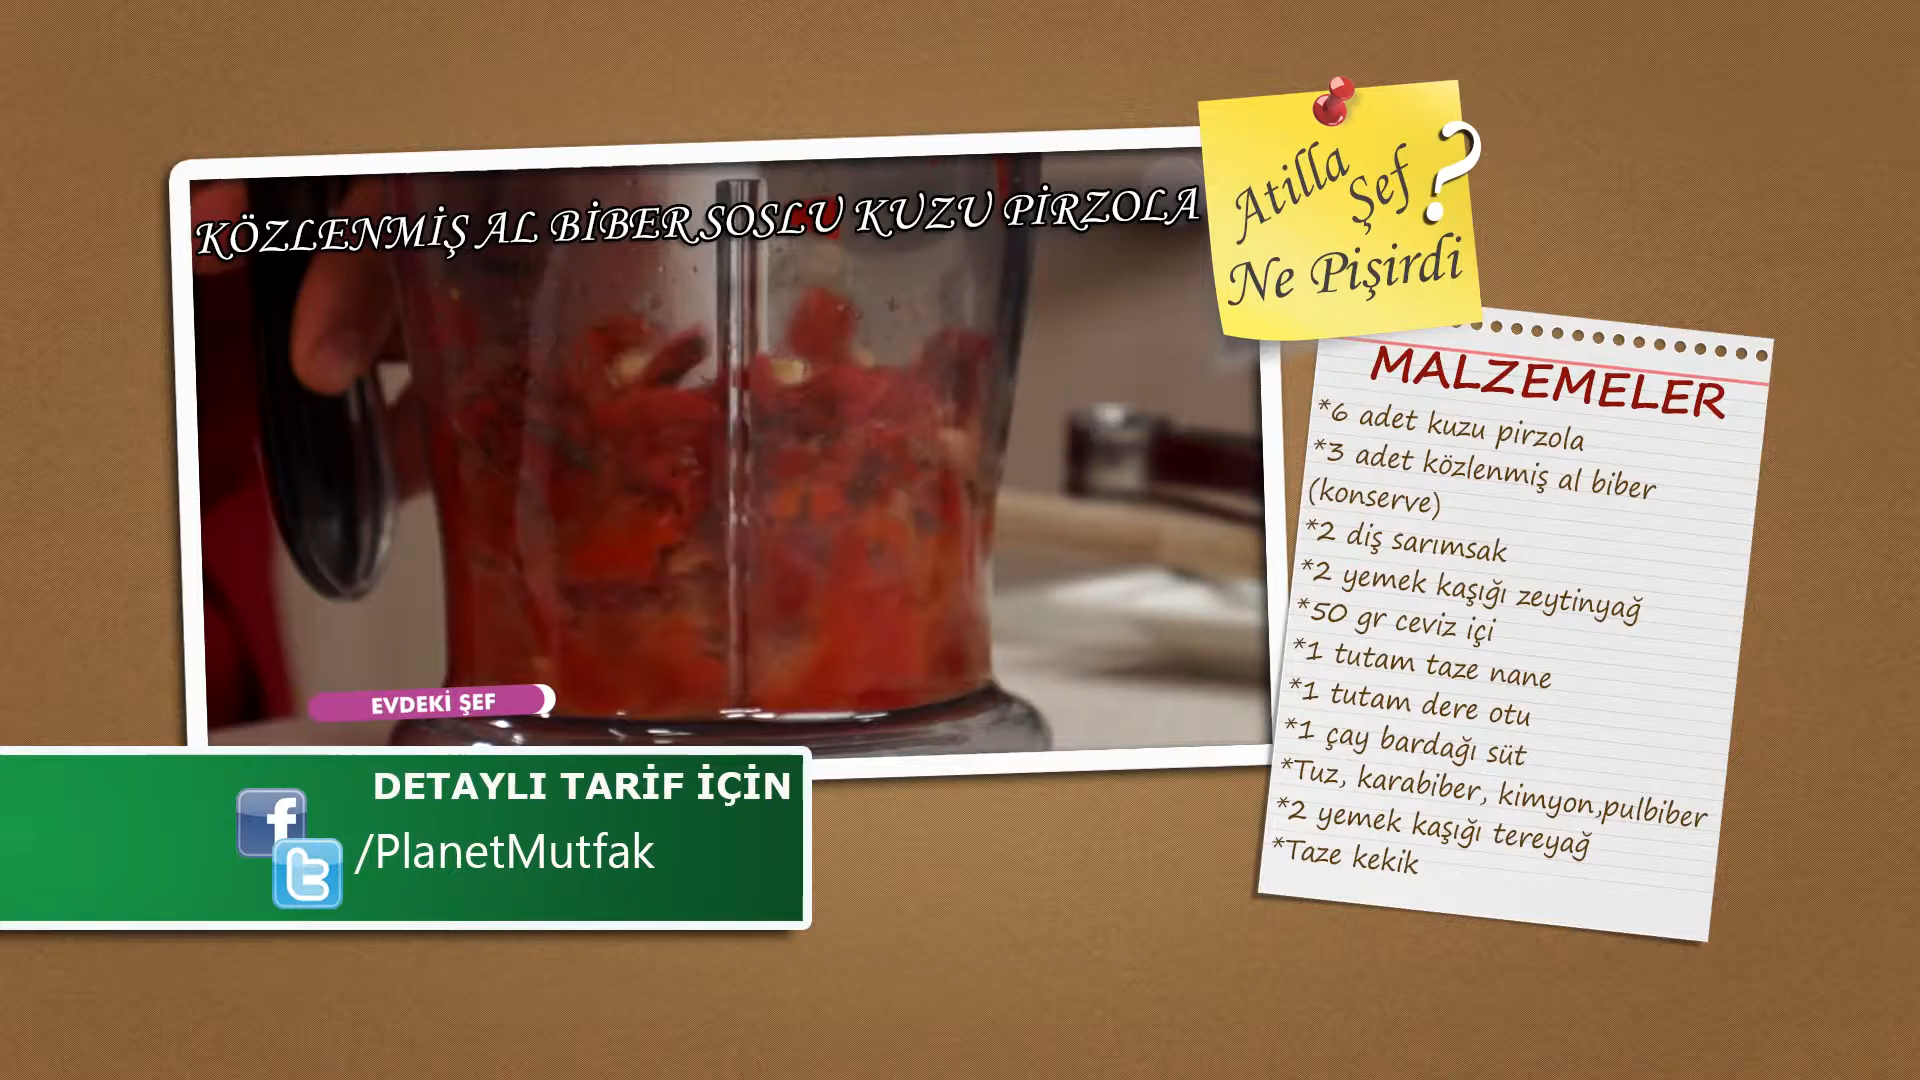 KÖZLENMİŞ AL BİBER SOSLU KUZU PİRZOLA
Atilla
Şef ?
Ne Pişirdi
MALZEMELER
*6 adet kuzu pirzola
*3 adet közlenmiş al biber
(konserve)
*2 diş sarımsak
*2 yemek kaşığı zeytinyağ
*50 gr ceviz içi
*1 tutam taze nane
*1 tutam dere otu
*1 çay bardağı süt
*Tuz, karabiber, kimyon,pulbiber
*2 yemek kaşığı tereyağ
*Taze kekik
EVDEKİ ŞEF
DETAYLI TARİF İÇİN
/PlanetMutfak